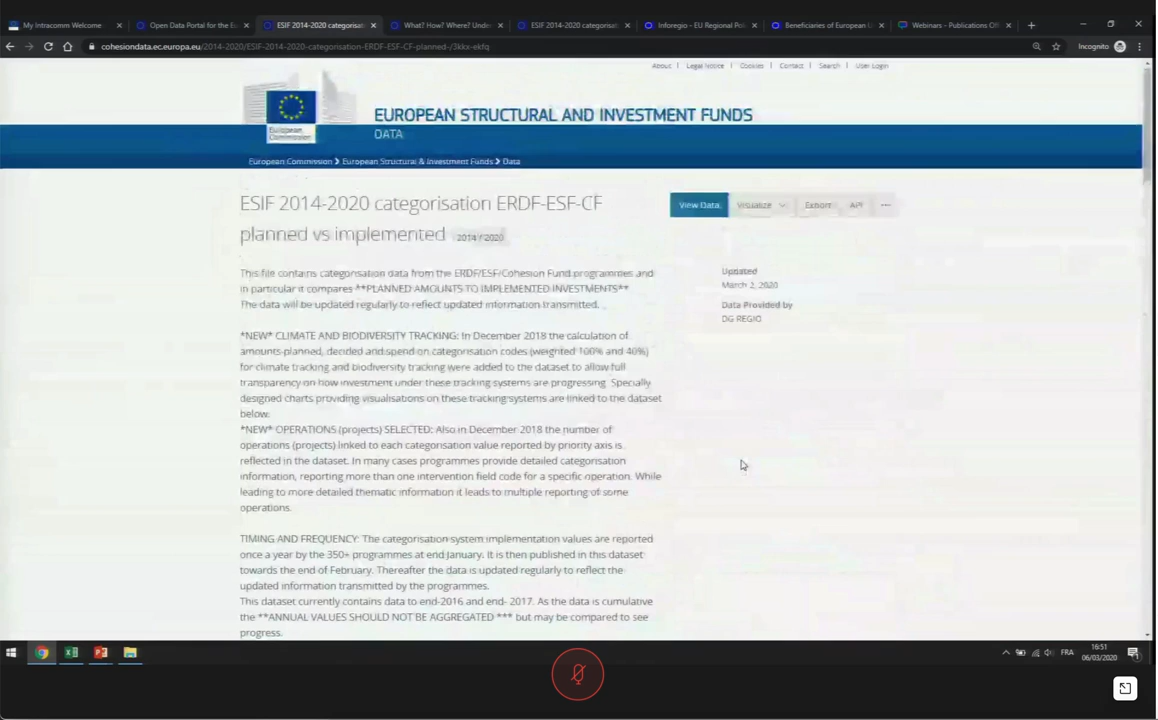 My Intracomm Welcome
Open Data Portal for the Eu
ESIF 2014-2020 categorisat
What? How? Where? Unde
ESIF 2014-2020 categorisa
Inforegio - EU Regional Po
Beneficiaries of European U
Webinars - Publications Of
cohesiondata.ec.europa.eu/2014-2020/ESIF-2014-2020-categorisation-ERDF-ESF-CF-planned-/3kkx-ekfq
Incognito
About | Legal Notice | Cookies | Contact | Search | User Login
European
Commission
EUROPEAN STRUCTURAL AND INVESTMENT FUNDS
DATA
European Commission > European Structural & Investment Funds > Data
ESIF 2014-2020 categorisation ERDF-ESF-CF
planned vs implemented 2014 / 2020
View Data Visualize Export API ...
Updated
March 2, 2020
Data Provided by
DG REGIO
This file contains categorisation data from the ERDF/ESF/Cohesion Fund programmes and
in particular it compares **PLANNED AMOUNTS TO IMPLEMENTED INVESTMENTS**
The data will be updated regularly to reflect updated information transmitted.
*NEW* CLIMATE AND BIODIVERSITY TRACKING: In December 2018 the calculation of
amounts-planned, decided and spend on categorisation codes (weighted 100% and 40%)
for climate tracking and biodiversity tracking were added to the dataset to allow full
transparency on how investment under these tracking systems are progressing. Specially
designed charts providing visualisations on these tracking systems are linked to the dataset
below.
*NEW* OPERATIONS (projects) SELECTED: Also in December 2018 the number of
operations (projects) linked to each categorisation value reported by priority axis is
reflected in the dataset. In many cases programmes provide detailed categorisation
information, reporting more than one intervention field code for a specific operation. While
leading to more detailed thematic information it leads to multiple reporting of some
operations.
TIMING AND FREQUENCY: The categorisation system implementation values are reported
once a year by the 350+ programmes at end January. It is then published in this dataset
towards the end of February. Thereafter the data is updated regularly to reflect the
updated information transmitted by the programmes.
This dataset currently contains data to end-2016 and end- 2017. As the data is cumulative
the **ANNUAL VALUES SHOULD NOT BE AGGREGATED *** but may be compared to see
progress.
FRA
16:51
06/03/2020